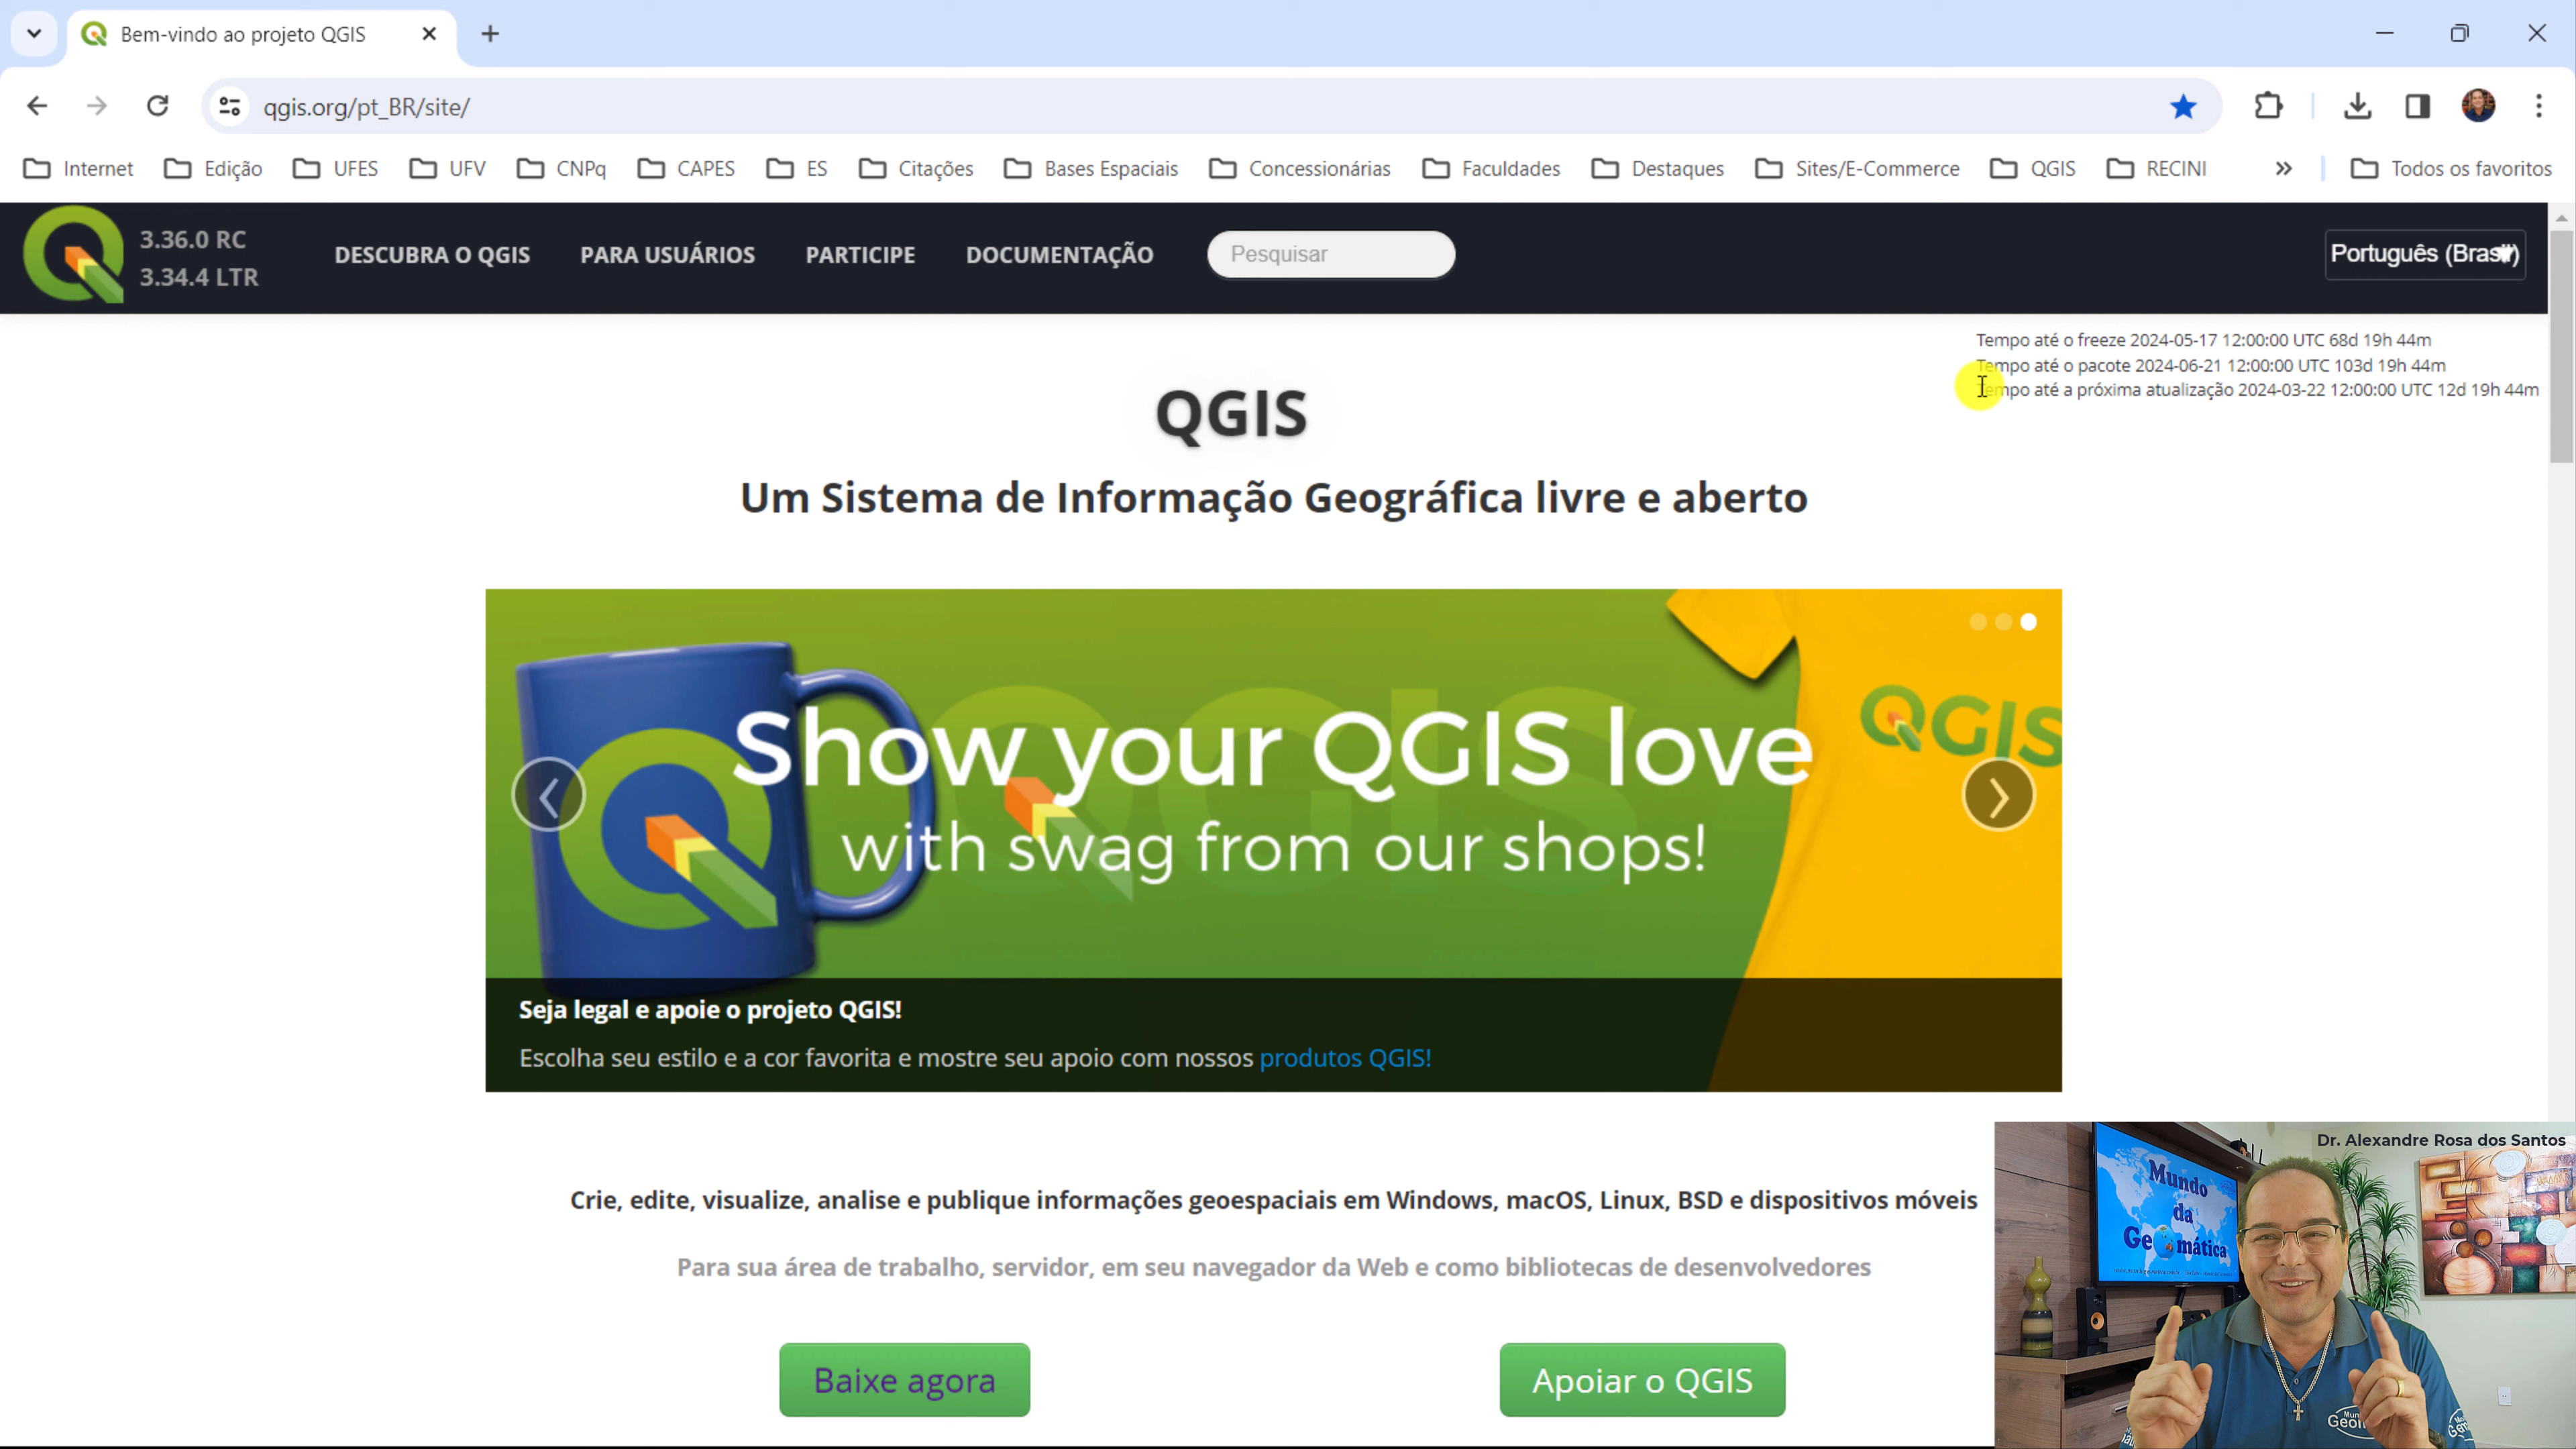 Bem-vindo ao projeto QGIS
qgis.org/pt_BR/site/
Internet Edição UFES UFV CNPq CAPES ES Citações Bases Espaciais Concessionárias Faculdades Destaques Sites/E-Commerce QGIS RECINI » Todos os favoritos
3.36.0 RC
3.34.4 LTR
DESCUBRA O QGIS PARA USUÁRIOS PARTICIPE DOCUMENTAÇÃO Pesquisar Português (Brasil)
Tempo até o freeze 2024-05-17 12:00:00 UTC 68d 19h 44m
Tempo até o pacote 2024-06-21 12:00:00 UTC 103d 19h 44m
Tempo até a próxima atualização 2024-03-22 12:00:00 UTC 12d 19h 44m
QGIS
Um Sistema de Informação Geográfica livre e aberto
QGIS
Show your QGIS love
with swag from our shops!
Seja legal e apoie o projeto QGIS!
Escolha seu estilo e a cor favorita e mostre seu apoio com nossos produtos QGIS!
Dr. Alexandre Rosa dos Santos
Mundo
da
Geomática
Crie, edite, visualize, analise e publique informações geoespaciais em Windows, macOS, Linux, BSD e dispositivos móveis
Para sua área de trabalho, servidor, em seu navegador da Web e como bibliotecas de desenvolvedores
Baixe agora
Apoiar o QGIS